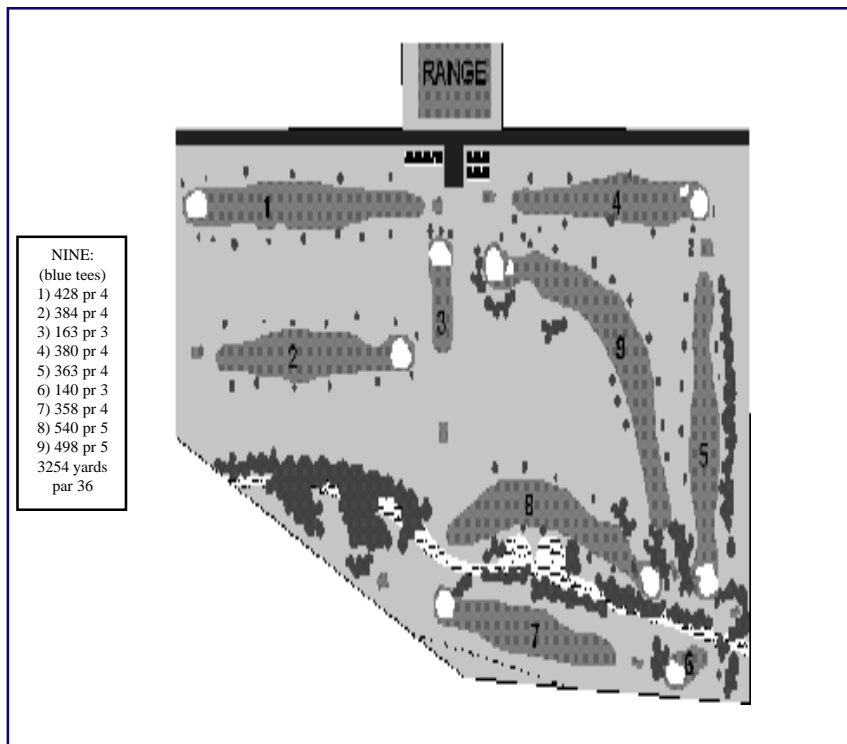 RANGE
1
4
3
9
2
5
8
7
6
NINE:
(blue tees)
1) 428 pr 4
2) 384 pr 4
3) 163 pr 3
4) 380 pr 4
5) 363 pr 4
6) 140 pr 3
7) 358 pr 4
8) 540 pr 5
9) 498 pr 5
3254 yards
par 36